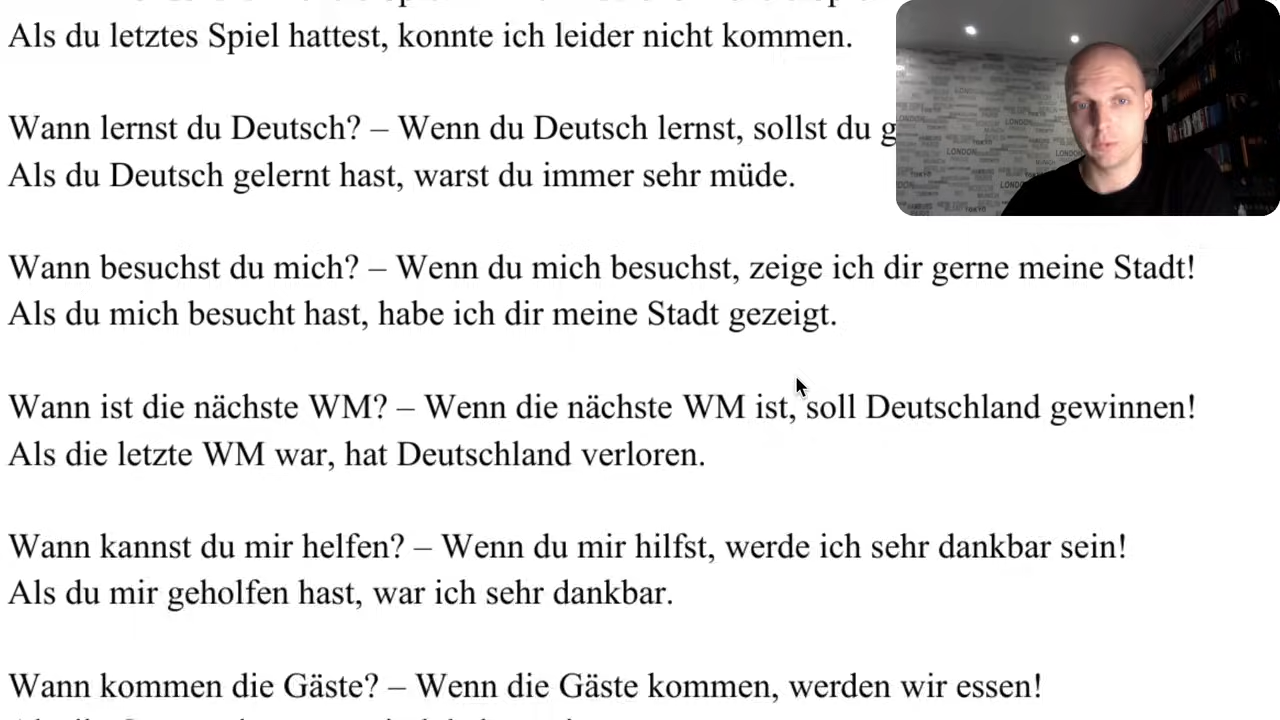 Als du letztes Spiel hattest, konnte ich leider nicht kommen.
Wann lernst du Deutsch? – Wenn du Deutsch lernst, sollst du
Als du Deutsch gelernt hast, warst du immer sehr müde.
Wann besuchst du mich? – Wenn du mich besuchst, zeige ich dir gerne meine Stadt!
Als du mich besucht hast, habe ich dir meine Stadt gezeigt.
Wann ist die nächste WM? – Wenn die nächste WM ist, soll Deutschland gewinnen!
Als die letzte WM war, hat Deutschland verloren.
Wann kannst du mir helfen? – Wenn du mir hilfst, werde ich sehr dankbar sein!
Als du mir geholfen hast, war ich sehr dankbar.
Wann kommen die Gäste? – Wenn die Gäste kommen, werden wir essen!